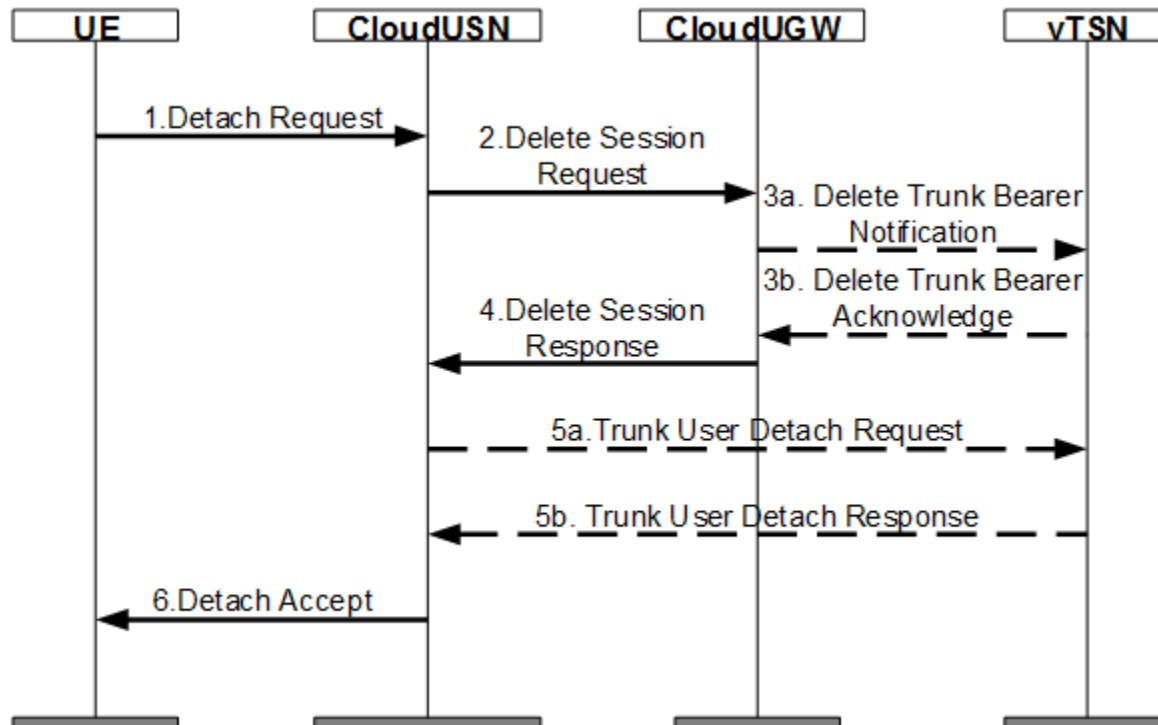 UE
CloudUSN
CloudUGW
vTSN
1.Detach Request
2.Delete Session
Request
3a. Delete Trunk Bearer
Notification
3b. Delete Trunk Bearer
Acknowledge
4.Delete Session
Response
5a.Trunk User Detach Request
5b. Trunk User Detach Response
6.Detach Accept